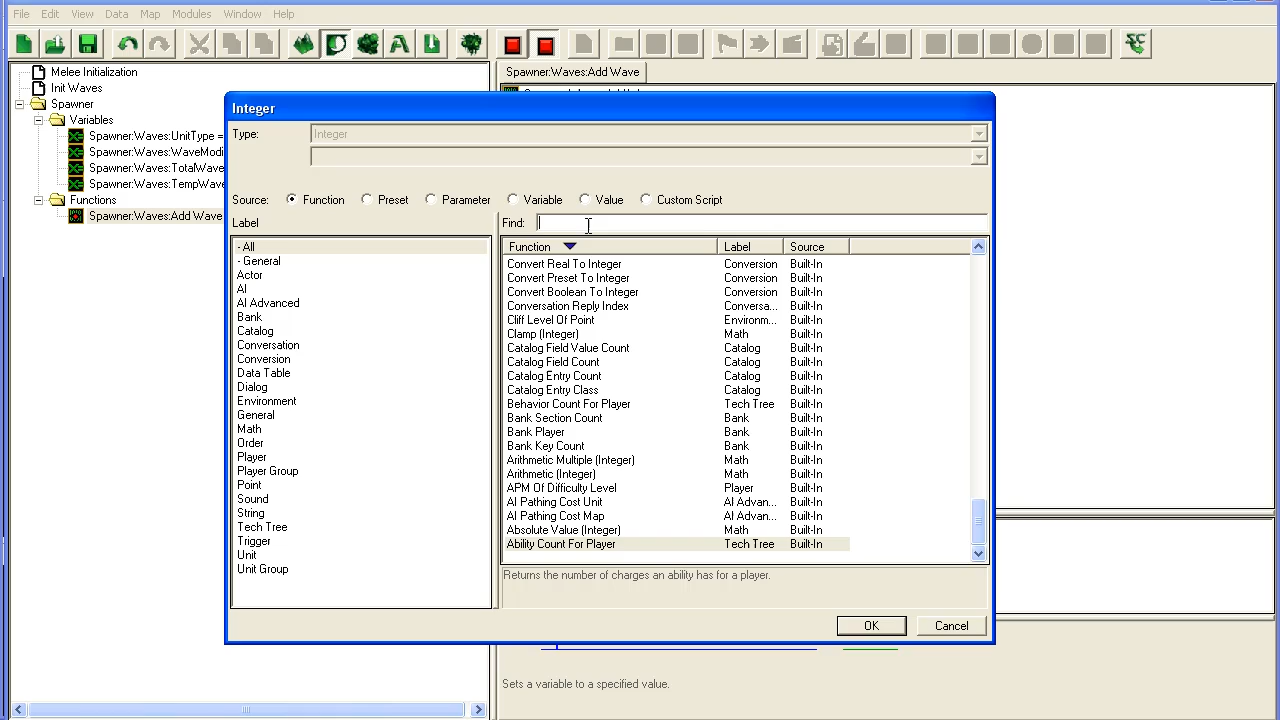 File Edit View Data Map Modules Window Help
Melee Initialization
Init Waves
Spawner
Variables
Spawner:Waves:UnitType =
Spawner:Waves:WaveModi
Spawner:Waves:TotalWave
Spawner:Waves:TempWave
Functions
Spawner:Waves:Add Wave
Spawner:Waves:Add Wave
Integer
Type: Integer
Source: Function Preset Parameter Variable Value Custom Script
Label
- All
- General
Actor
AI
AI Advanced
Bank
Catalog
Conversation
Conversion
Data Table
Dialog
Environment
General
Math
Order
Player
Player Group
Point
Sound
String
Tech Tree
Trigger
Unit
Unit Group
Find:
Function Label Source
Convert Real To Integer Conversion Built-In
Convert Preset To Integer Conversion Built-In
Convert Boolean To Integer Conversion Built-In
Conversation Reply Index Conversa... Built-In
Cliff Level Of Point Environm... Built-In
Clamp (Integer) Math Built-In
Catalog Field Value Count Catalog Built-In
Catalog Field Count Catalog Built-In
Catalog Entry Count Catalog Built-In
Catalog Entry Class Catalog Built-In
Behavior Count For Player Tech Tree Built-In
Bank Section Count Bank Built-In
Bank Player Bank Built-In
Bank Key Count Bank Built-In
Arithmetic Multiple (Integer) Math Built-In
Arithmetic (Integer) Math Built-In
APM Of Difficulty Level Player Built-In
AI Pathing Cost Unit AI Advan... Built-In
AI Pathing Cost Map AI Advan... Built-In
Absolute Value (Integer) Math Built-In
Ability Count For Player Tech Tree Built-In
Returns the number of charges an ability has for a player.
OK Cancel
Sets a variable to a specified value.